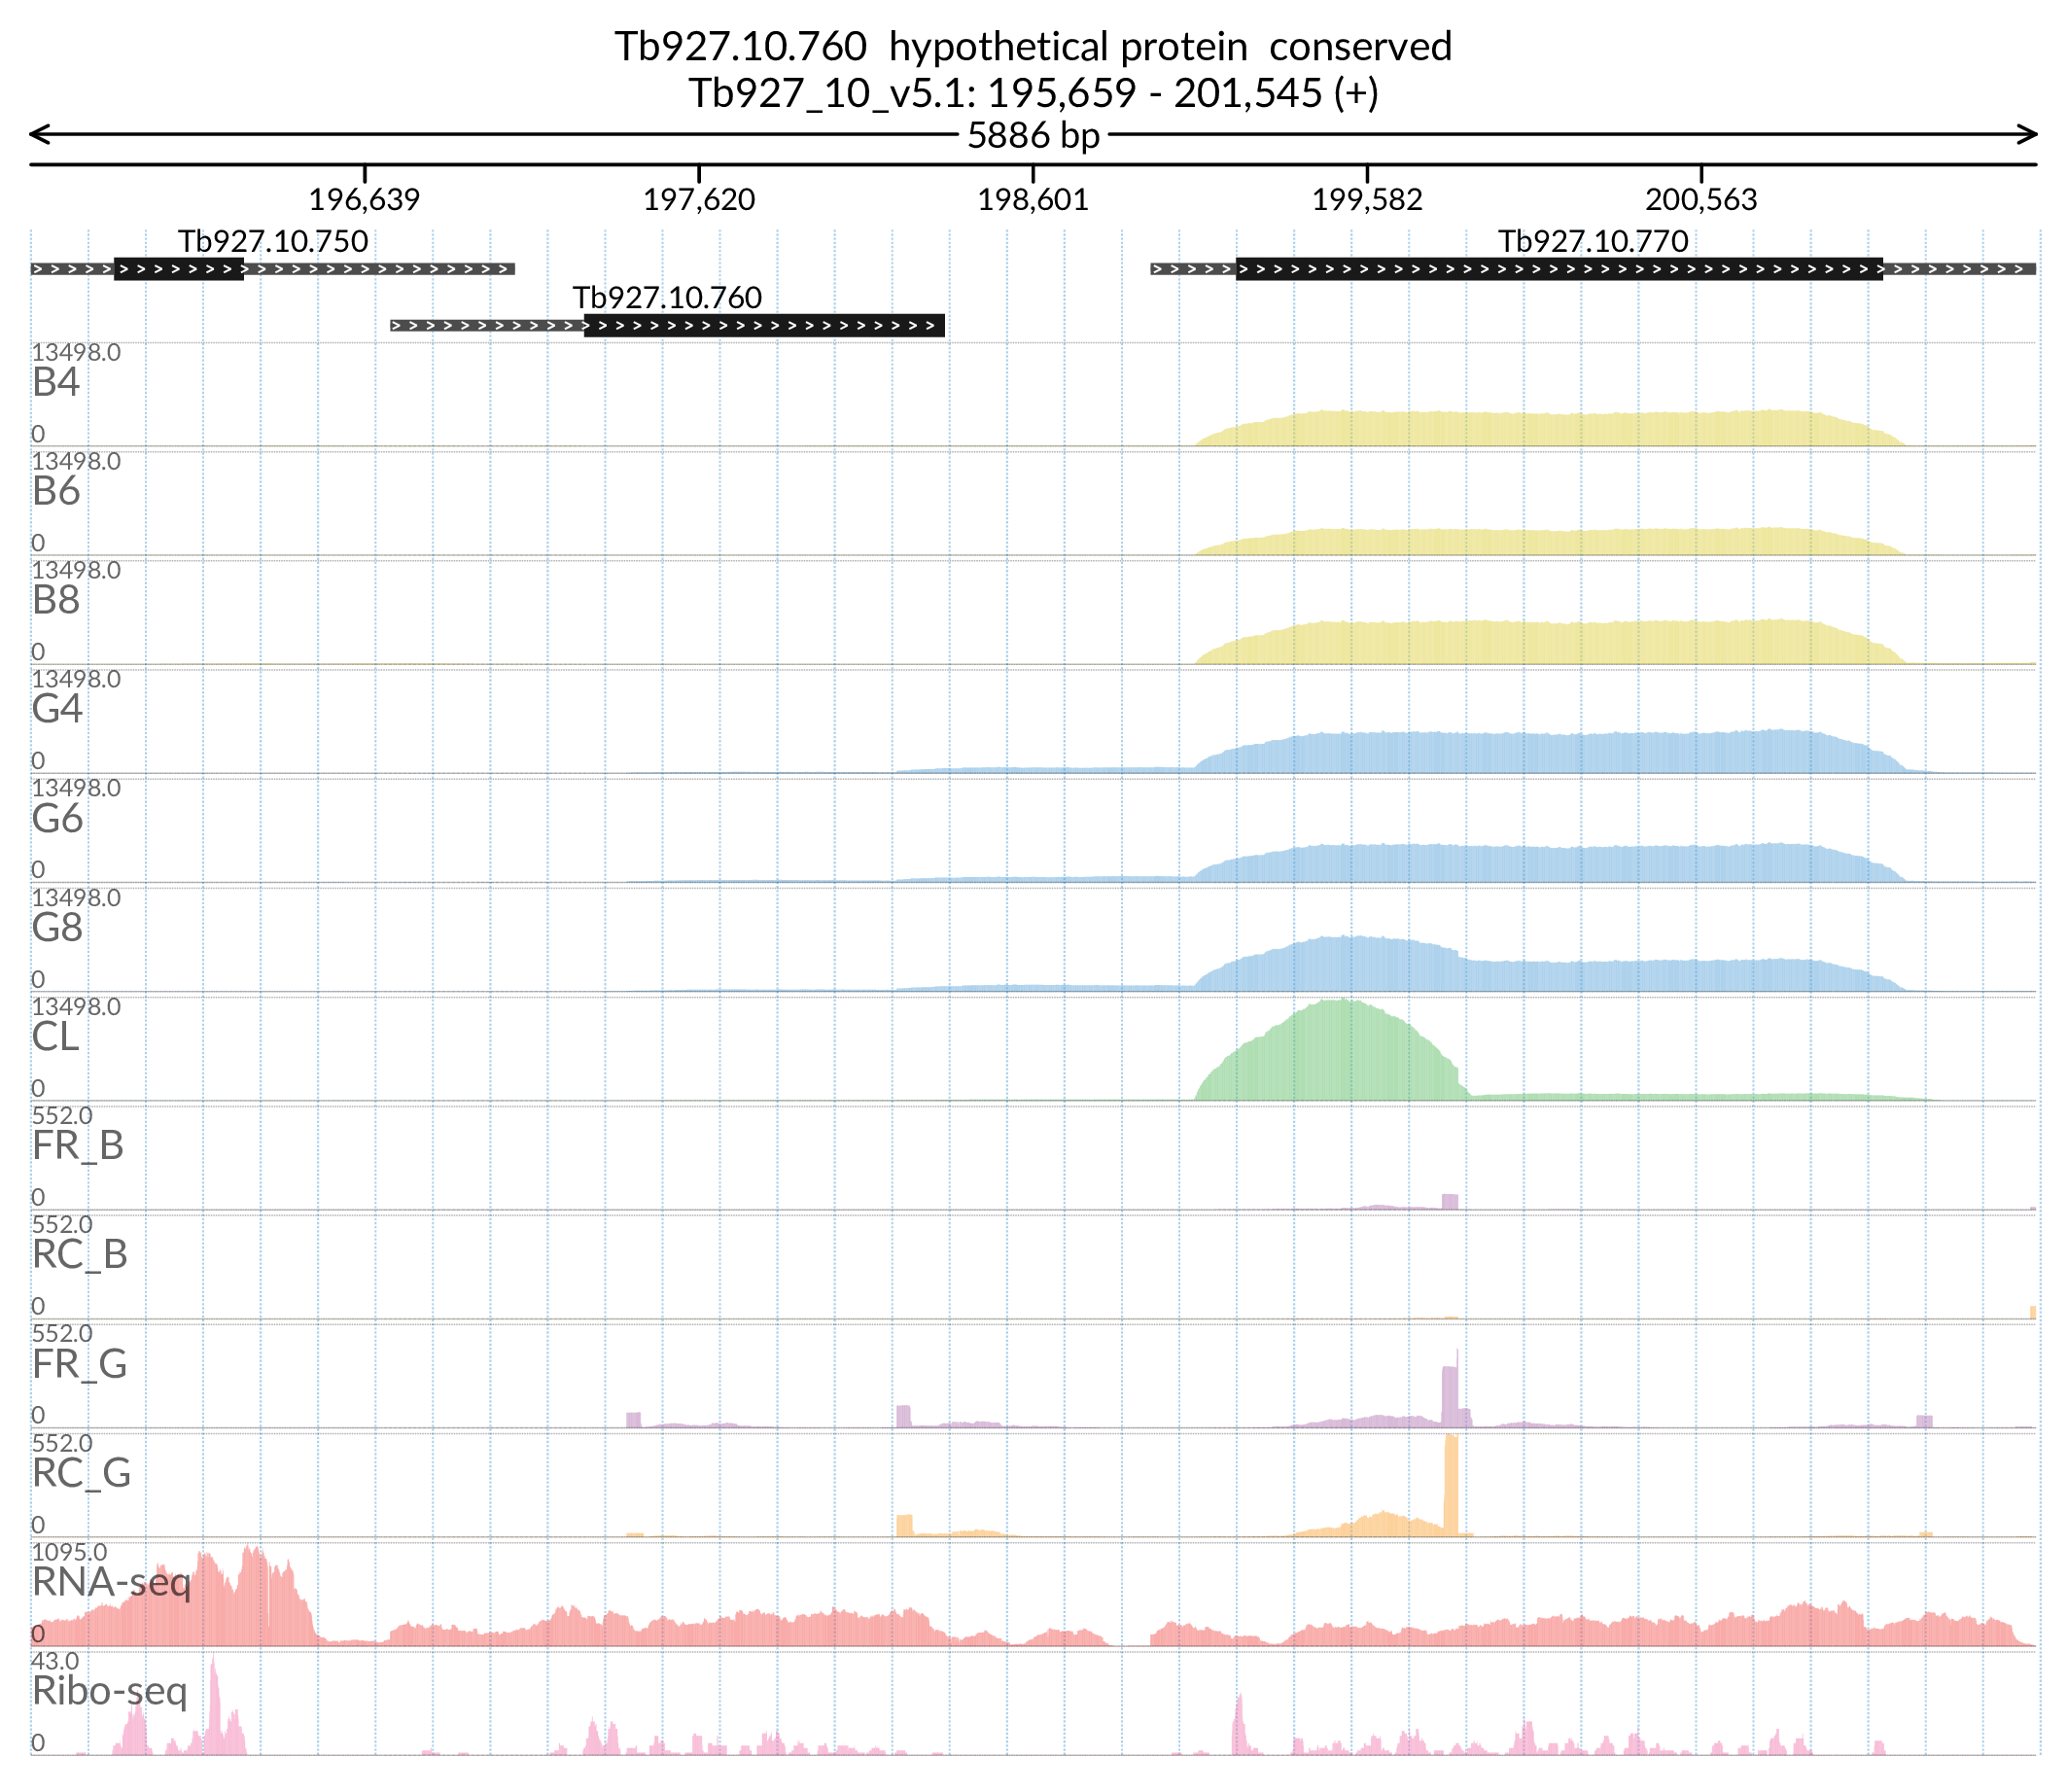 Tb927.10.760  hypothetical protein  conserved
Tb927_10_v5.1: 195,659 - 201,545 (+)
5886 bp
196,639 197,620 198,601 199,582 200,563
Tb927.10.750 Tb927.10.770
Tb927.10.760
13498.0
B4
0
13498.0
B6
0
13498.0
B8
0
13498.0
G4
0
13498.0
G6
0
13498.0
G8
0
13498.0
CL
0
552.0
FR_B
0
552.0
RC_B
0
552.0
FR_G
0
552.0
RC_G
0
1095.0
RNA-seq
0
43.0
Ribo-seq
0